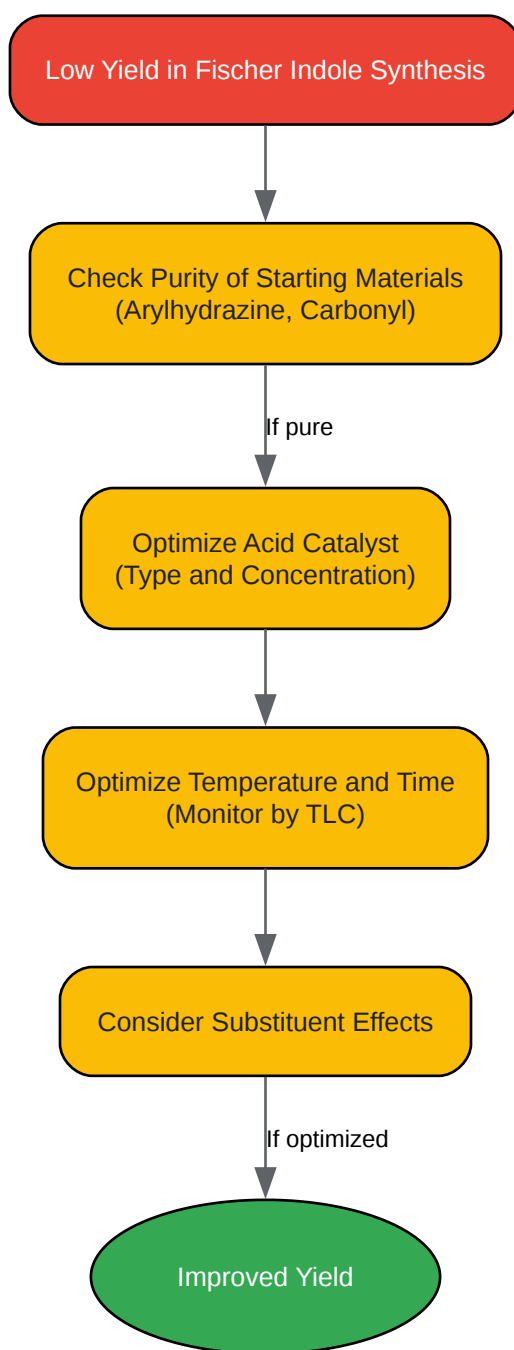 Low Yield in Fischer Indole Synthesis
Check Purity of Starting Materials
(Arylhydrazine, Carbonyl)
If pure
Optimize Acid Catalyst
(Type and Concentration)
Optimize Temperature and Time
(Monitor by TLC)
Consider Substituent Effects
If optimized
Improved Yield